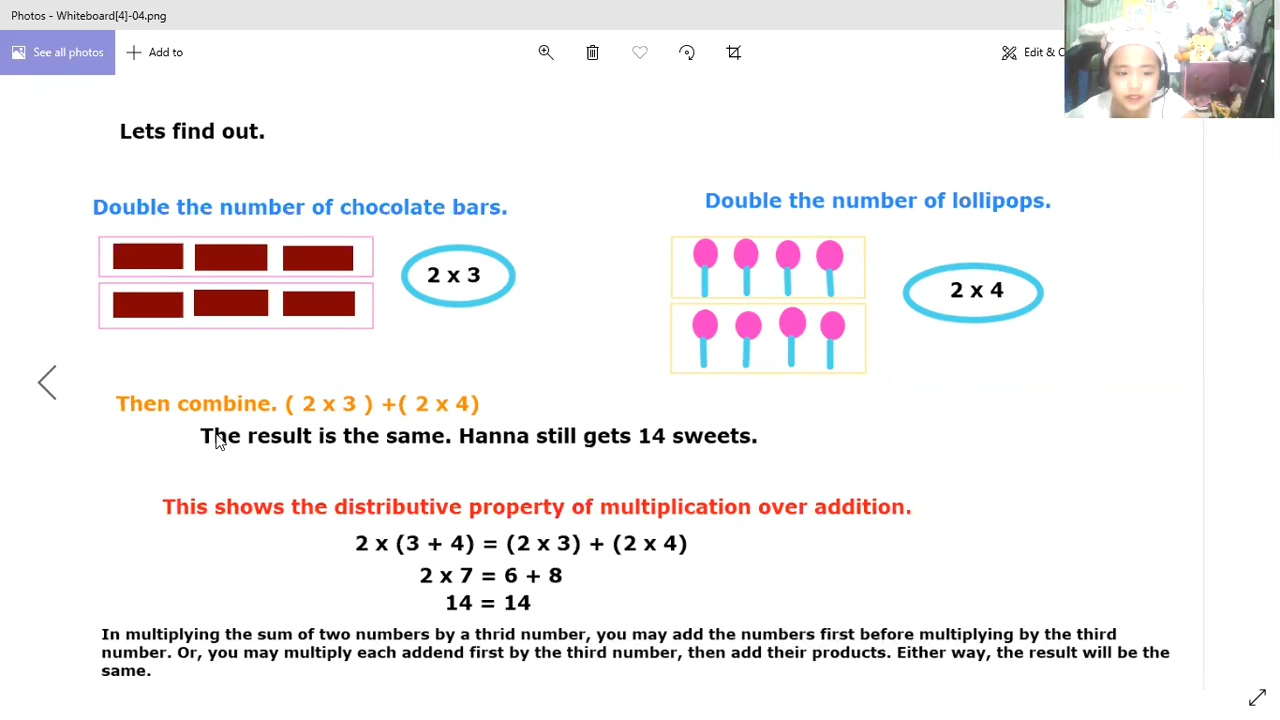 Photos - Whiteboard[4]-04.png
See all photos
Add to
Edit & C
Lets find out.
Double the number of chocolate bars.
Double the number of lollipops.
2 x 3
2 x 4
Then combine. ( 2 x 3 ) +( 2 x 4)
The result is the same. Hanna still gets 14 sweets.
This shows the distributive property of multiplication over addition.
2 x (3 + 4) = (2 x 3) + (2 x 4)
2 x 7 = 6 + 8
14 = 14
In multiplying the sum of two numbers by a thrid number, you may add the numbers first before multiplying by the third
number. Or, you may multiply each addend first by the third number, then add their products. Either way, the result will be the
same.